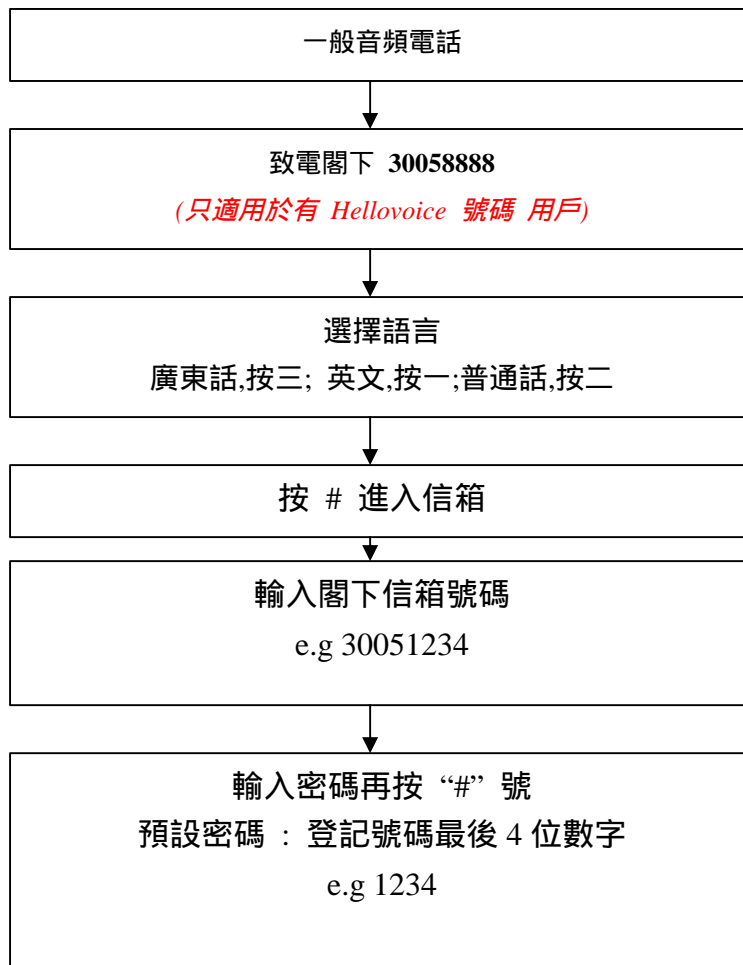 一般音頻電話
致電閣下 30058888
(只適用於有 Hellovoice 號碼 用戶)
選擇語言
廣東話,按三; 英文,按一;普通話,按二
按 # 進入信箱
輸入閣下信箱號碼
e.g 30051234
輸入密碼再按 “#” 號
預設密碼 : 登記號碼最後 4 位數字
e.g 1234